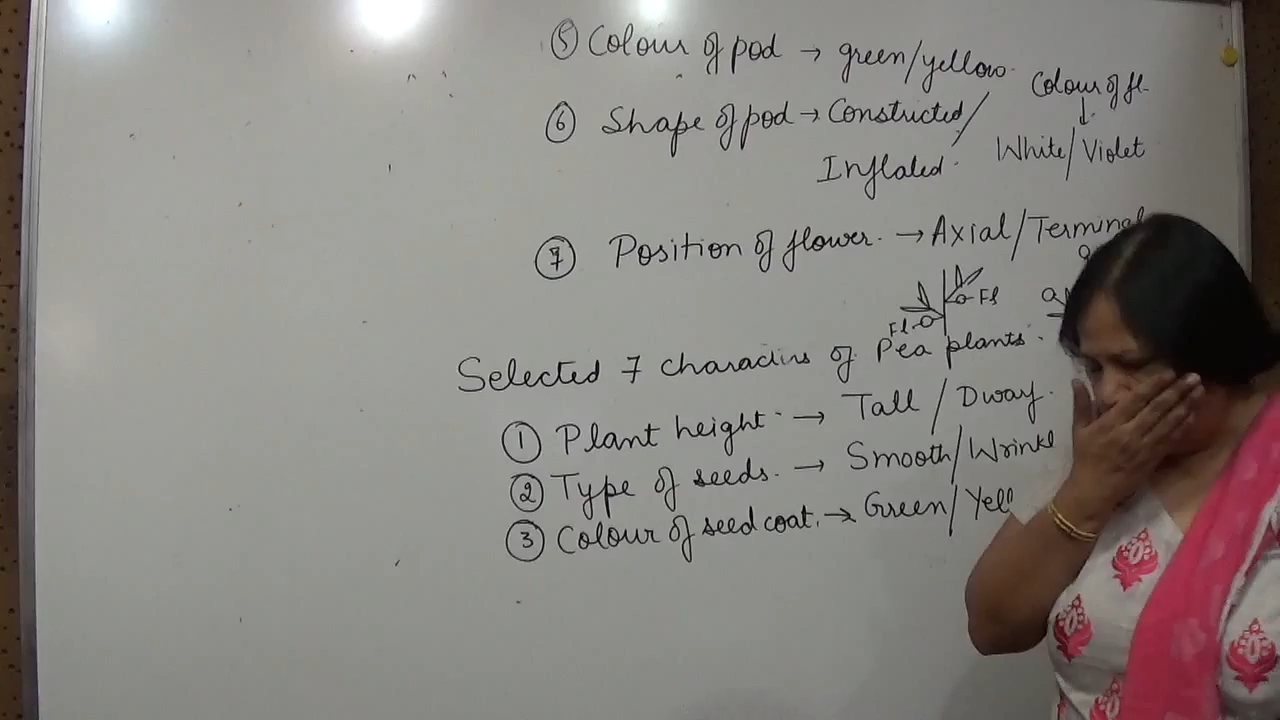 ⑤ Colour of pod → green/yellow.
⑥ Shape of pod → Constricted/
Inflated.
Colour of fl.
↓
White/Violet
⑦ Position of flower. → Axial/Terminal
Fl
Fl.
Selected 7 characters of Pea plants.
① Plant height → Tall / Dwarf.
② Type of seeds. → Smooth/Wrinkl
③ Colour of seed coat. → Green/Yell